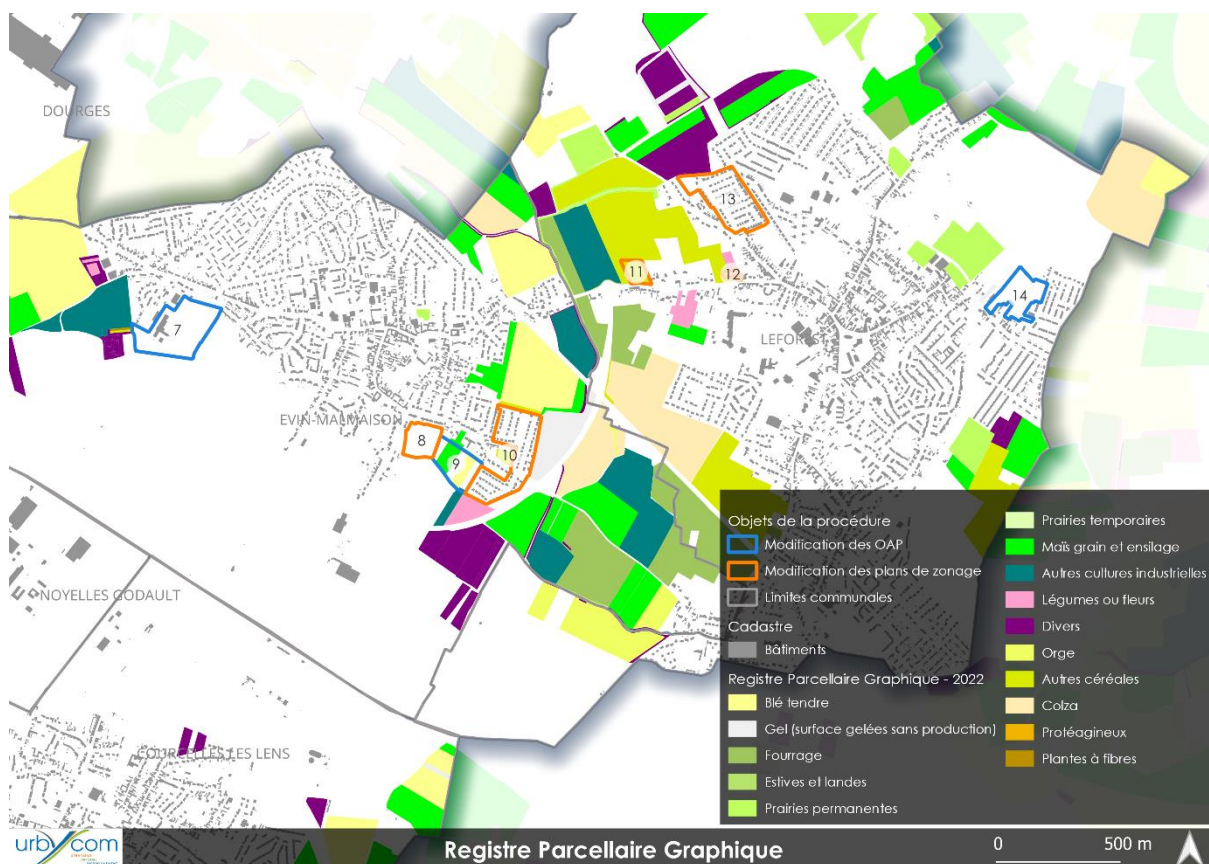 DOURGES
13
11
12
14
7
LEFOREST
EVIN-MALMAISON
8
10
9
NOYELLES GODAULT
COURCELLES LES LENS
Objets de la procédure
Modification des OAP
Modification des plans de zonage
Limites communales
Cadastre
Bâtiments
Registre Parcellaire Graphique - 2022
Blé tendre
Gel (surface gelées sans production)
Fourrage
Estives et landes
Prairies permanentes
Prairies temporaires
Maïs grain et ensilage
Autres cultures industrielles
Légumes ou fleurs
Divers
Orge
Autres céréales
Colza
Protéagineux
Plantes à fibres
urbycom
Registre Parcellaire Graphique
0 500 m